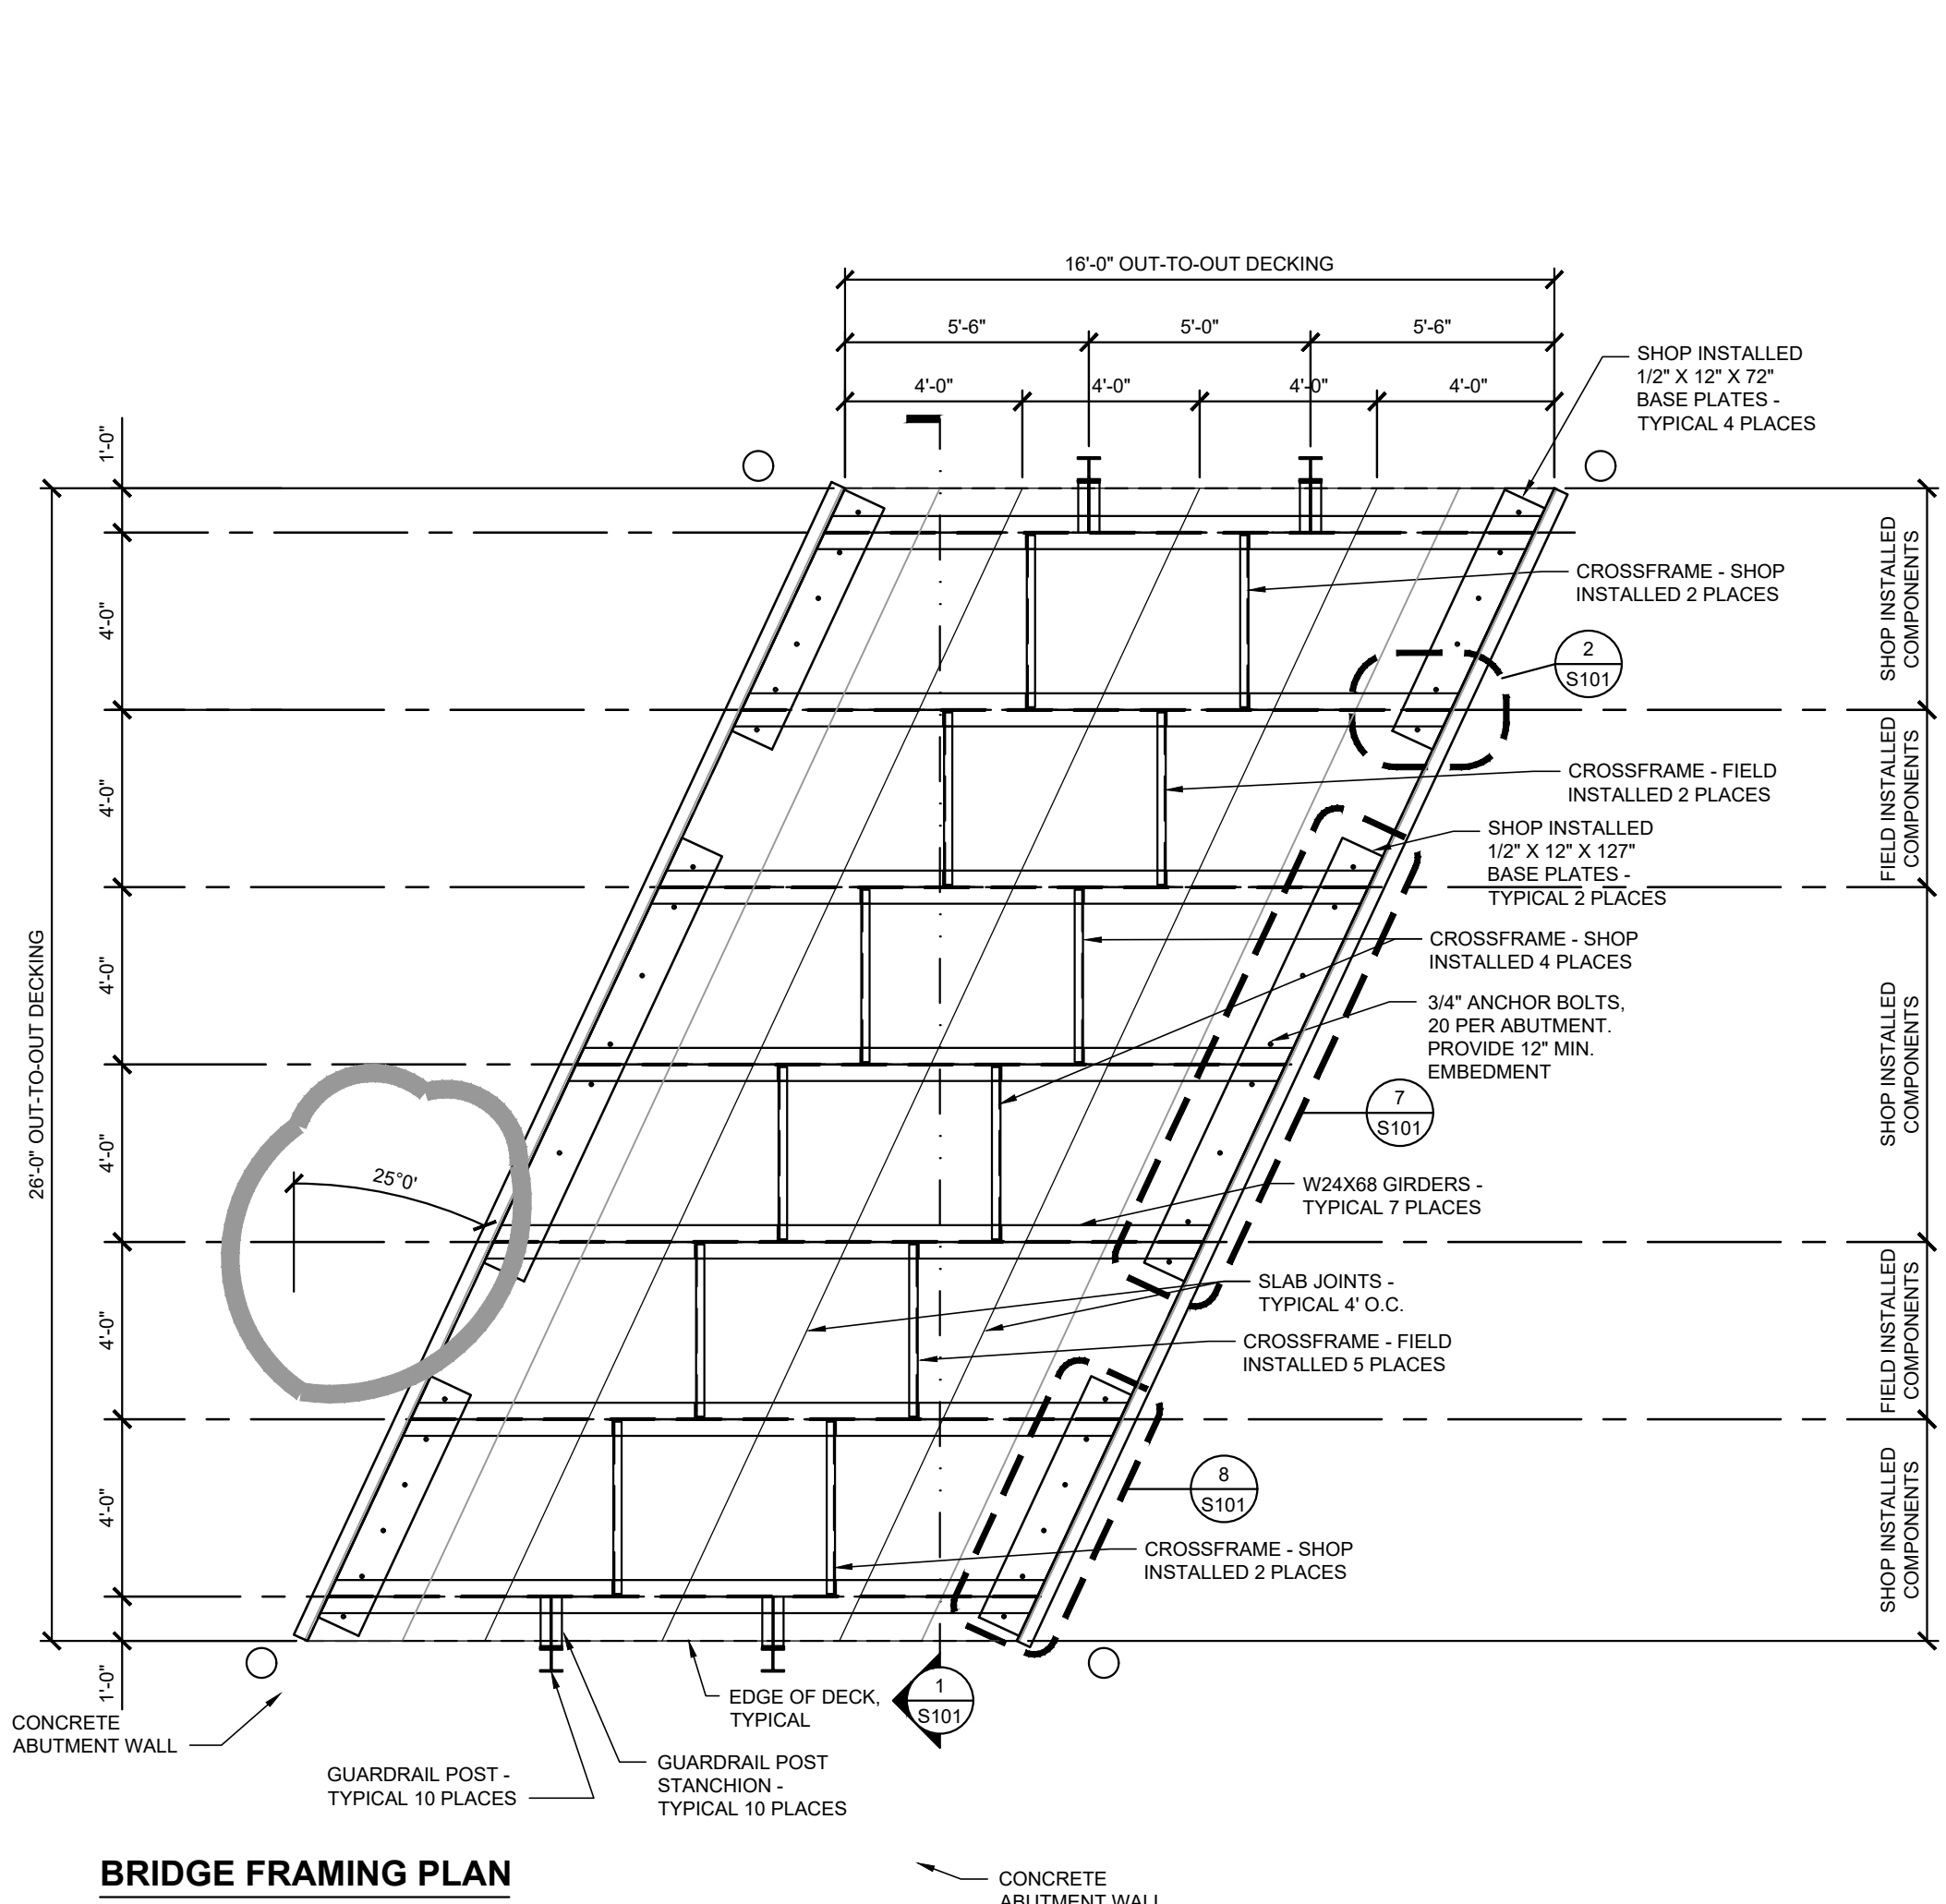 16'-0" OUT-TO-OUT DECKING
5'-6"
5'-0"
5'-6"
4'-0"
4'-0"
4'-0"
4'-0"
SHOP INSTALLED
1/2" X 12" X 72"
BASE PLATES -
TYPICAL 4 PLACES
1'-0"
4'-0"
4'-0"
4'-0"
4'-0"
4'-0"
4'-0"
1'-0"
26'-0" OUT-TO-OUT DECKING
CROSSFRAME - SHOP
INSTALLED 2 PLACES
2
S101
CROSSFRAME - FIELD
INSTALLED 2 PLACES
SHOP INSTALLED
1/2" X 12" X 127"
BASE PLATES -
TYPICAL 2 PLACES
CROSSFRAME - SHOP
INSTALLED 4 PLACES
3/4" ANCHOR BOLTS,
20 PER ABUTMENT.
PROVIDE 12" MIN.
EMBEDMENT
7
S101
25°0'
W24X68 GIRDERS -
TYPICAL 7 PLACES
SLAB JOINTS -
TYPICAL 4' O.C.
CROSSFRAME - FIELD
INSTALLED 5 PLACES
8
S101
CROSSFRAME - SHOP
INSTALLED 2 PLACES
SHOP INSTALLED
COMPONENTS
FIELD INSTALLED
COMPONENTS
SHOP INSTALLED
COMPONENTS
FIELD INSTALLED
COMPONENTS
SHOP INSTALLED
COMPONENTS
1
S101
EDGE OF DECK,
TYPICAL
CONCRETE
ABUTMENT WALL
GUARDRAIL POST
STANCHION -
TYPICAL 10 PLACES
GUARDRAIL POST -
TYPICAL 10 PLACES
BRIDGE FRAMING PLAN
CONCRETE
ABUTMENT WALL